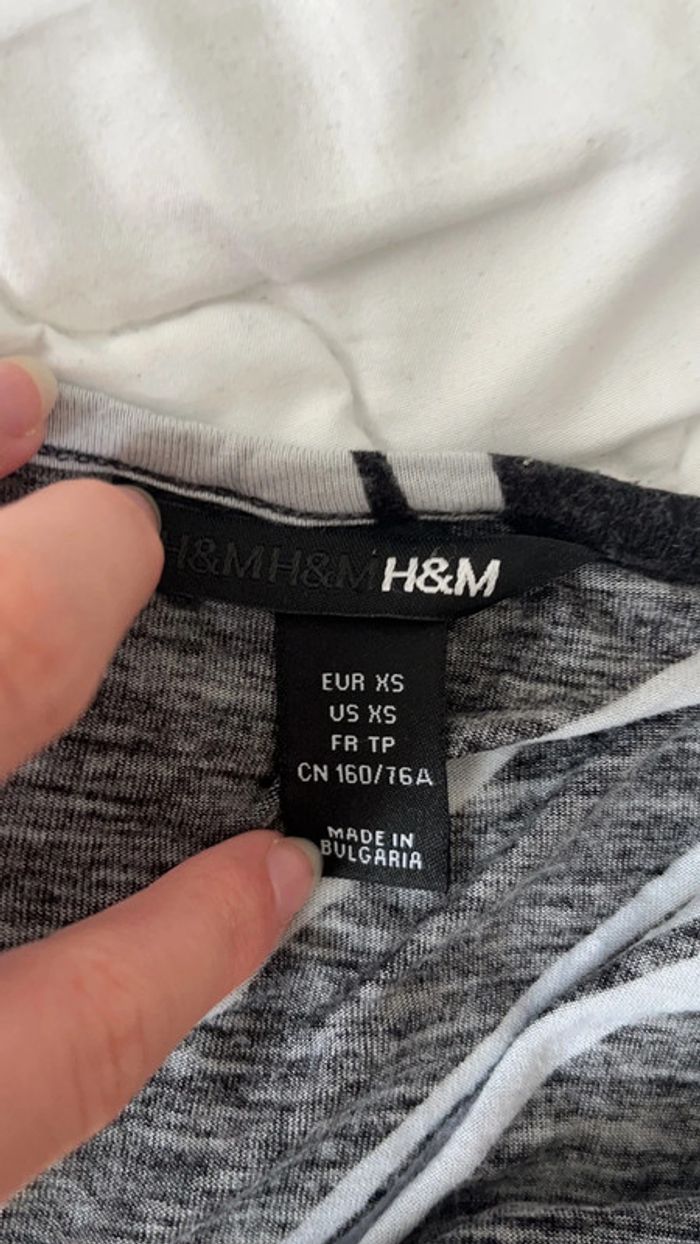 H&MH&MH&M
EUR XS
US XS
FR TP
CN 160/76A
MADE IN
BULGARIA